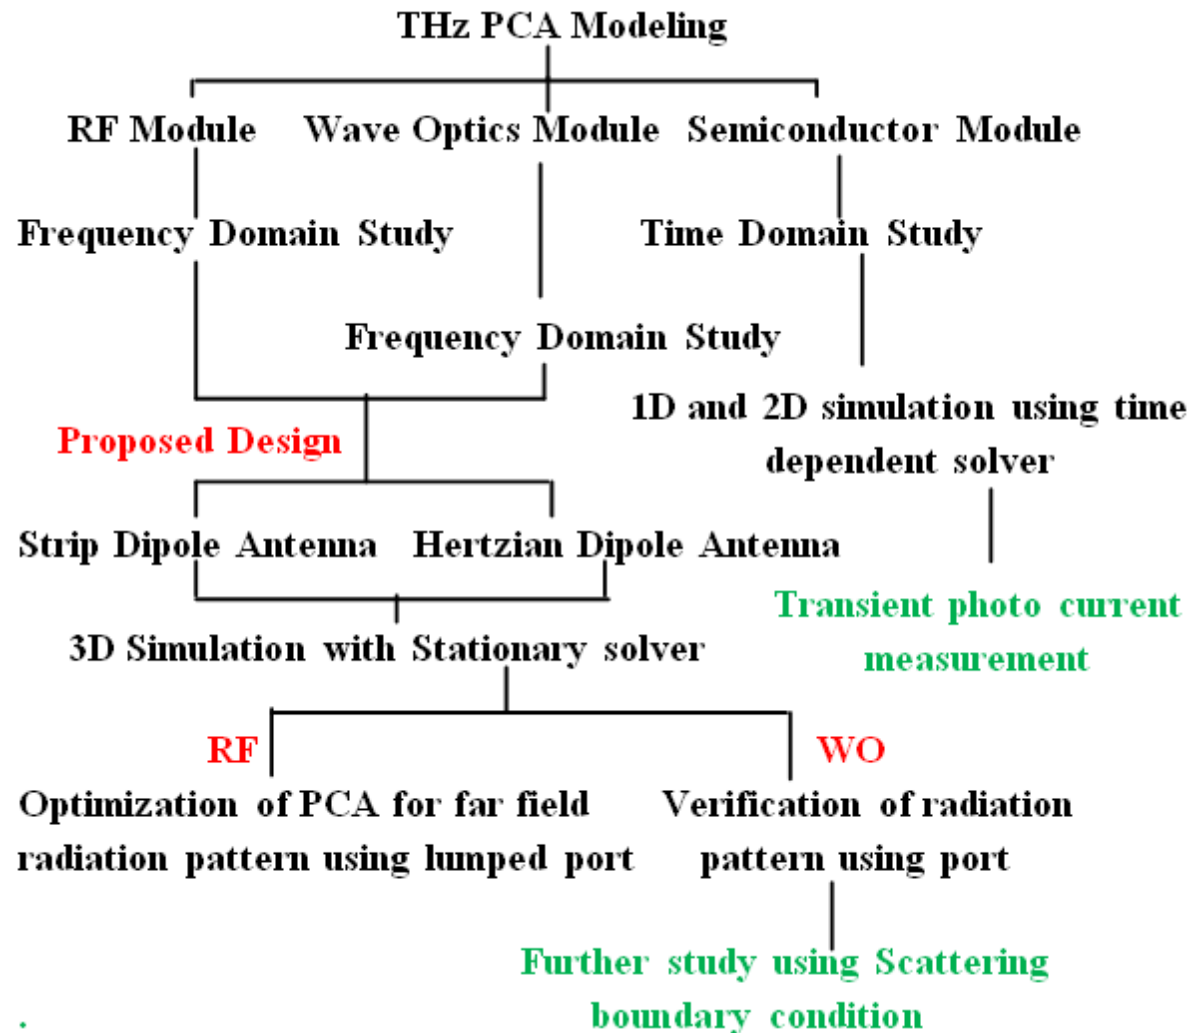 THz PCA Modeling
RF Module Wave Optics Module Semiconductor Module
Frequency Domain Study Time Domain Study
Frequency Domain Study
1D and 2D simulation using time
dependent solver
Proposed Design
Strip Dipole Antenna Hertzian Dipole Antenna
Transient photo current
measurement
3D Simulation with Stationary solver
RF WO
Optimization of PCA for far field
radiation pattern using lumped port
Verification of radiation
pattern using port
Further study using Scattering
boundary condition
.